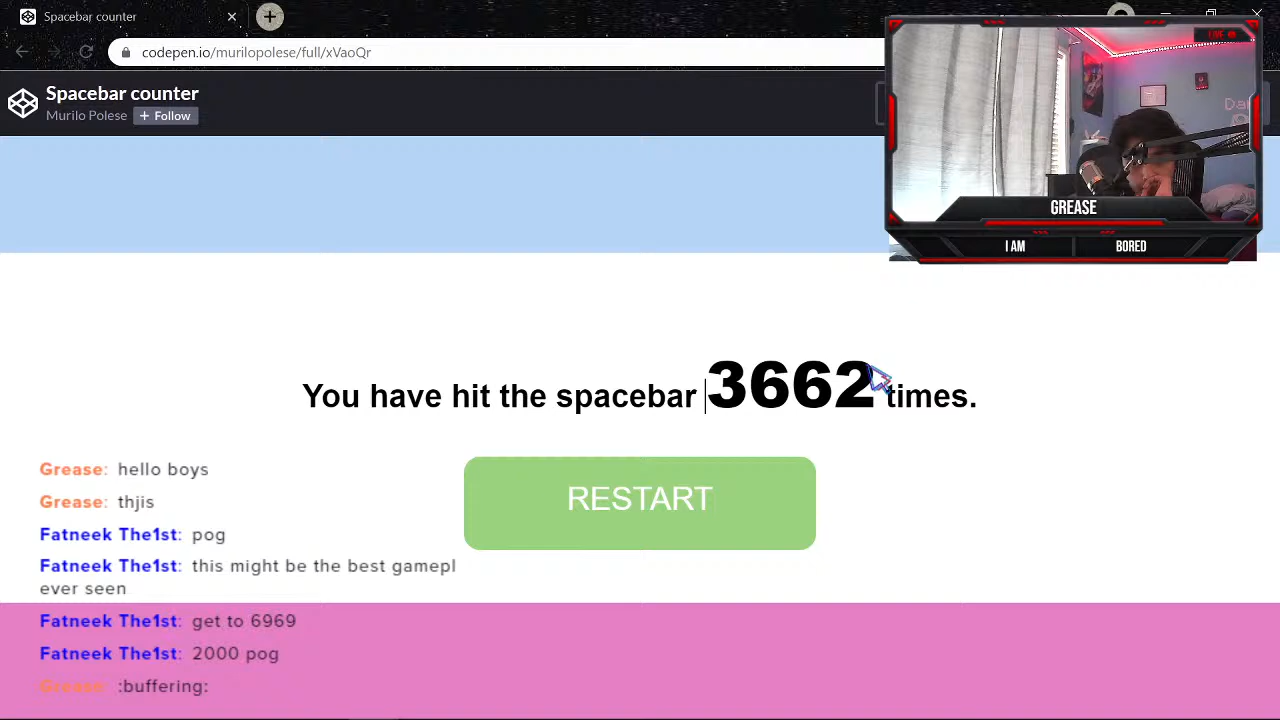 Spacebar counter
codepen.io/murilopolese/full/xVaoQr
Spacebar counter
Murilo Polese + Follow
LIVE
GREASE
I AM BORED
You have hit the spacebar 3662 times.
RESTART
Grease: hello boys
Grease: thjis
Fatneek The1st: pog
Fatneek The1st: this might be the best gamepl
ever seen
Fatneek The1st: get to 6969
Fatneek The1st: 2000 pog
Grease: :buffering: